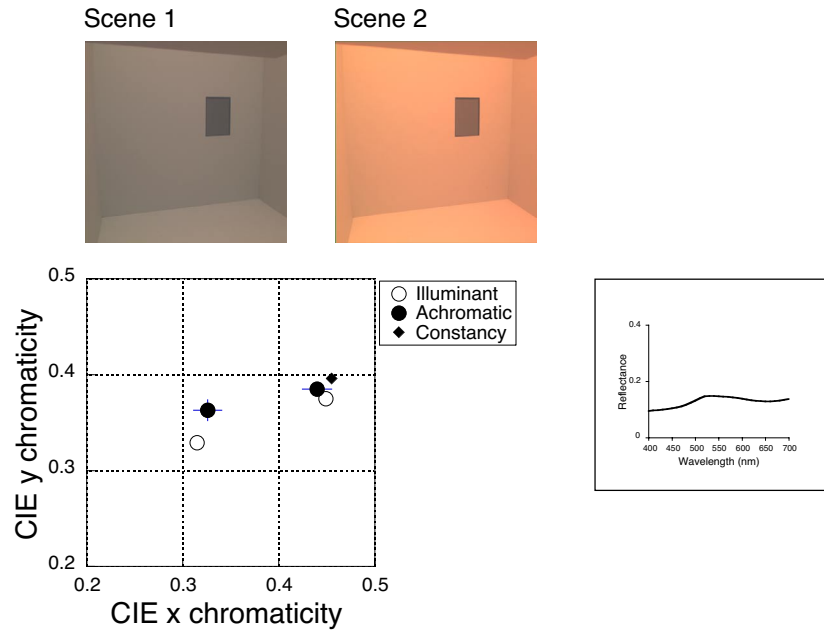 Scene 1
Scene 2
0.5
0.4
0.3
0.2
0.2
0.3
0.4
0.5
CIE y chromaticity
CIE x chromaticity
Illuminant
Achromatic
Constancy
0.4
0.2
0
Reflectance
400 450 500 550 600 650 700
Wavelength (nm)